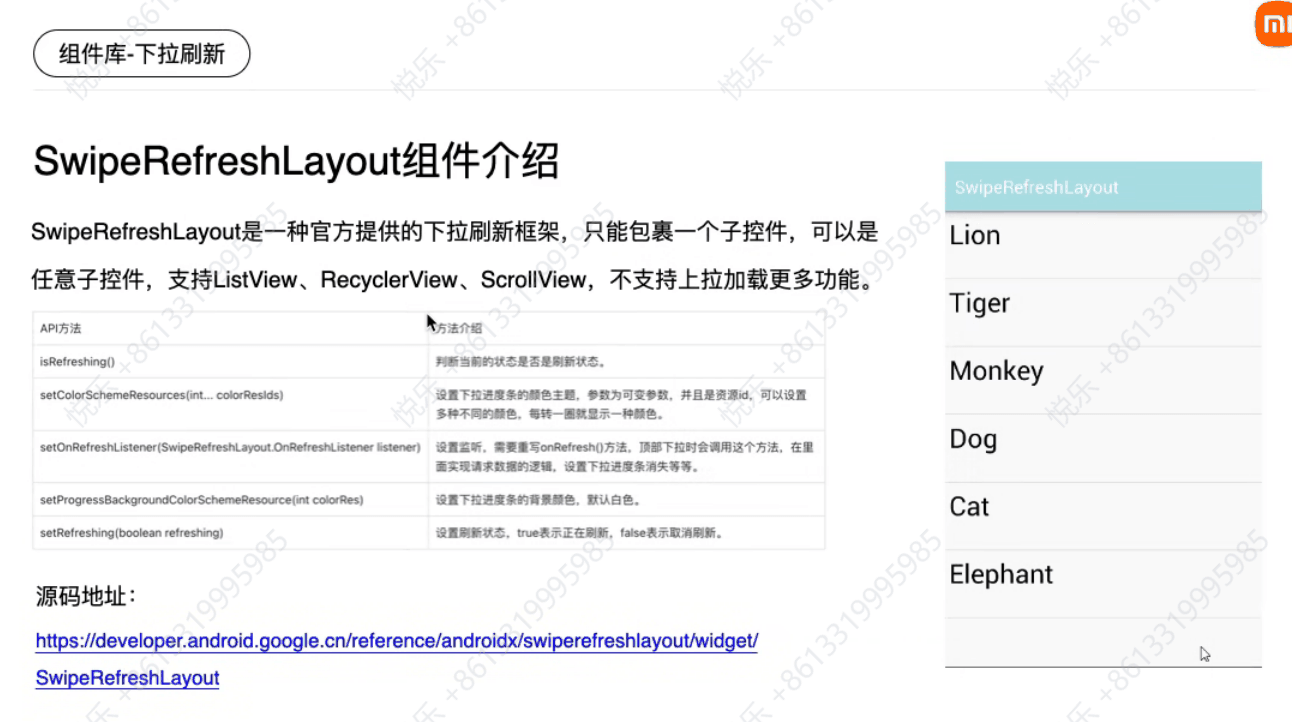 组件库-下拉刷新
SwipeRefreshLayout组件介绍
SwipeRefreshLayout是一种官方提供的下拉刷新框架，只能包裹一个子控件，可以是
任意子控件，支持ListView、RecyclerView、ScrollView，不支持上拉加载更多功能。
API方法 方法介绍
isRefreshing() 判断当前的状态是否是刷新状态。
setColorSchemeResources(int... colorResIds) 设置下拉进度条的颜色主题，参数为可变参数，并且是资源id，可以设置
多种不同的颜色，每转一圈就显示一种颜色。
setOnRefreshListener(SwipeRefreshLayout.OnRefreshListener listener) 设置监听，需要重写onRefresh()方法，顶部下拉时会调用这个方法，在里
面实现请求数据的逻辑，设置下拉进度条消失等等。
setProgressBackgroundColorSchemeResource(int colorRes) 设置下拉进度条的背景颜色，默认白色。
setRefreshing(boolean refreshing) 设置刷新状态，true表示正在刷新，false表示取消刷新。
源码地址：
https://developer.android.google.cn/reference/androidx/swiperefreshlayout/widget/
SwipeRefreshLayout
SwipeRefreshLayout
Lion
Tiger
Monkey
Dog
Cat
Elephant
悦乐 +8613319995985